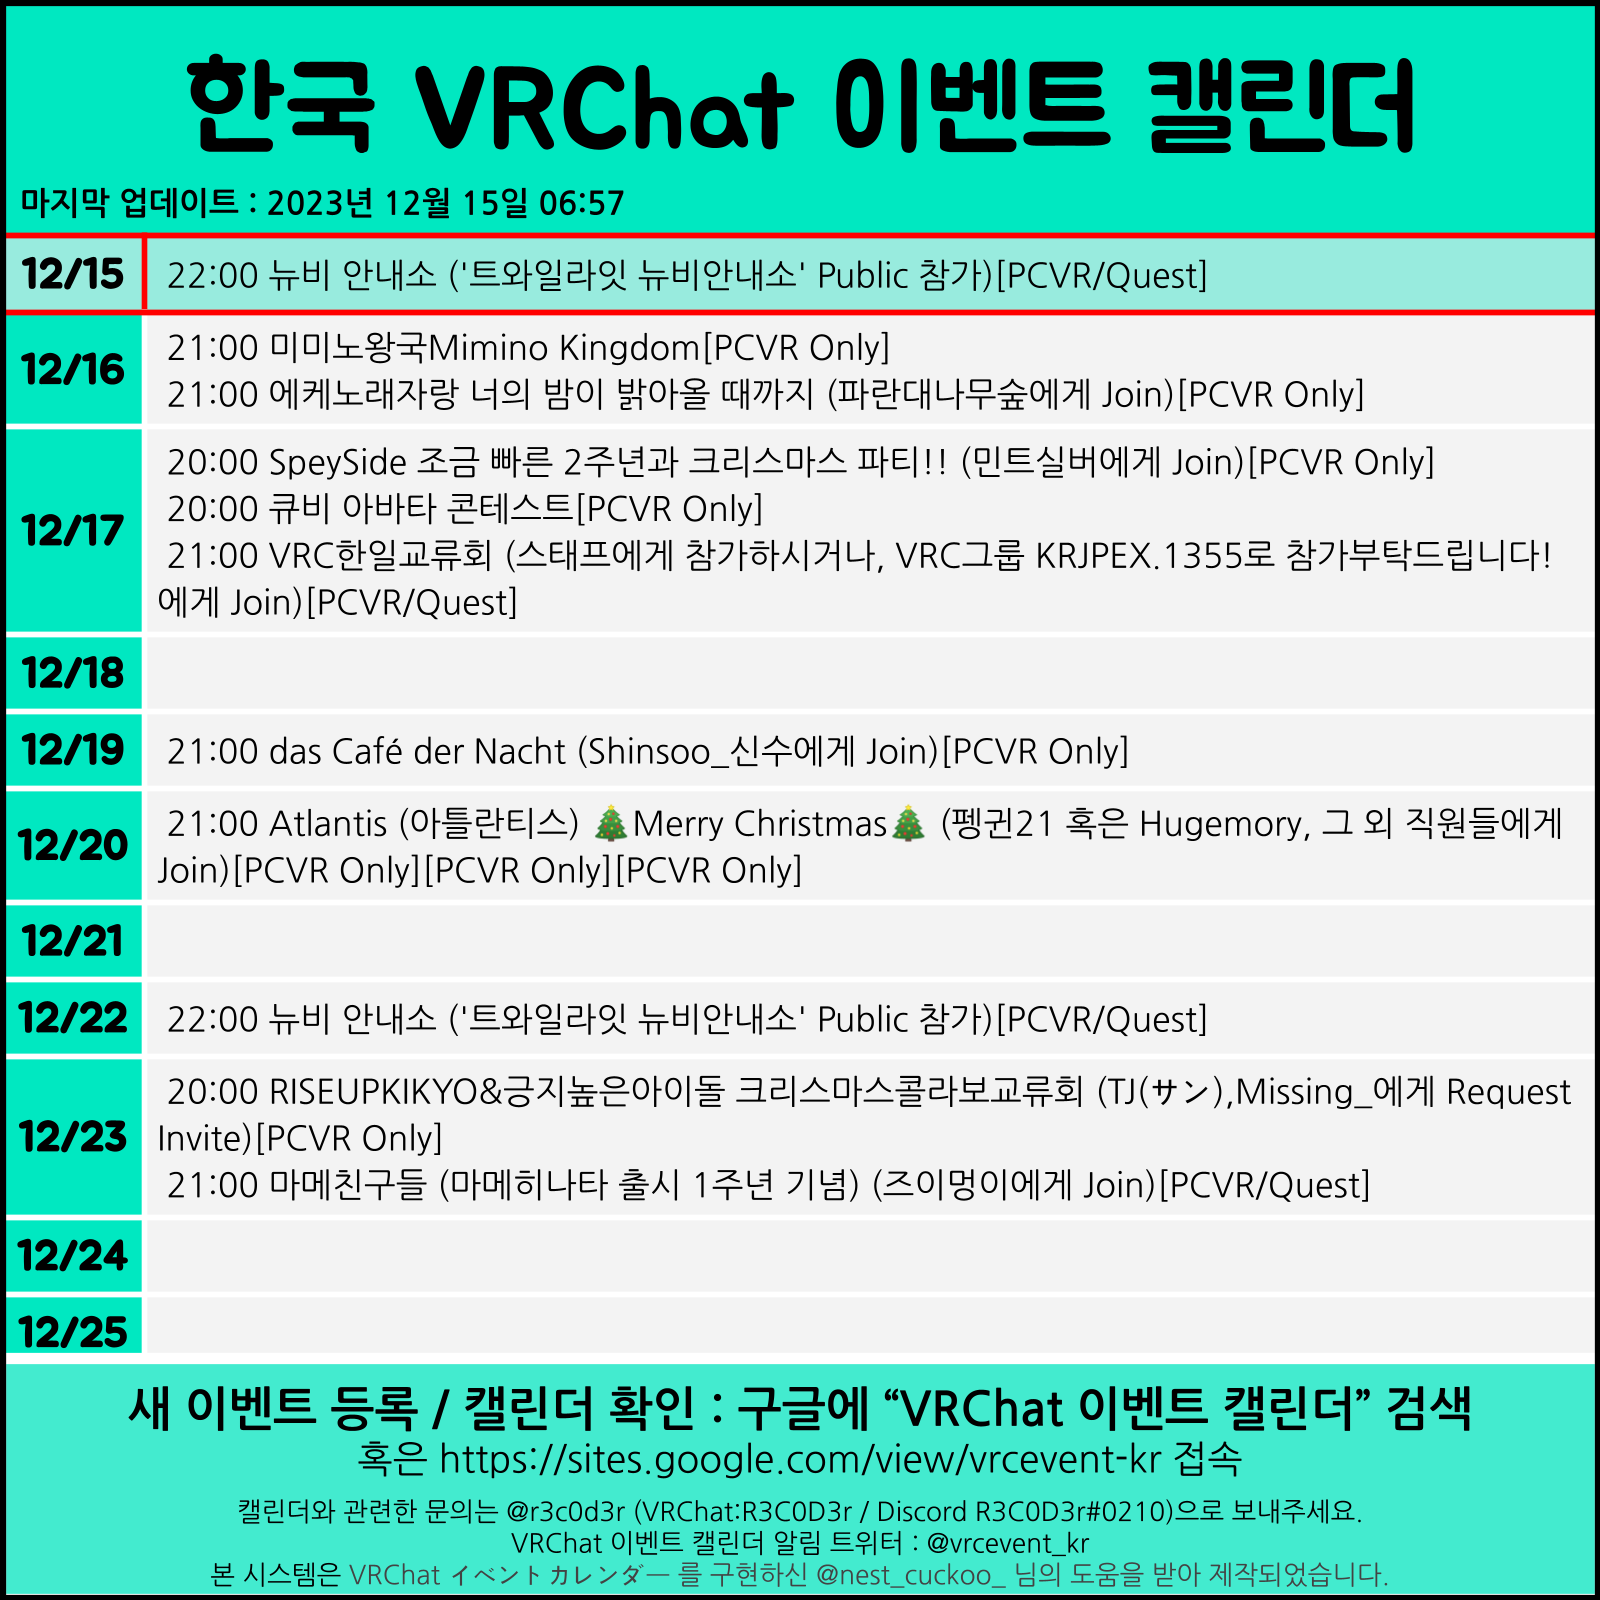 한국 VRChat 이벤트 캘린더
마지막 업데이트 : 2023년 12월 15일 06:57
12/15
22:00 뉴비 안내소 ('트와일라잇 뉴비안내소' Public 참가)[PCVR/Quest]
12/16
21:00 미미노왕국Mimino Kingdom[PCVR Only]
21:00 에케노래자랑 너의 밤이 밝아올 때까지 (파란대나무숲에게 Join)[PCVR Only]
12/17
20:00 SpeySide 조금 빠른 2주년과 크리스마스 파티!! (민트실버에게 Join)[PCVR Only]
20:00 큐비 아바타 콘테스트[PCVR Only]
21:00 VRC한일교류회 (스태프에게 참가하시거나, VRC그룹 KRJPEX.1355로 참가부탁드립니다!
에게 Join)[PCVR/Quest]
12/18
12/19
21:00 das Café der Nacht (Shinsoo_신수에게 Join)[PCVR Only]
12/20
21:00 Atlantis (아틀란티스) 🎄Merry Christmas🎄 (펭귄21 혹은 Hugemory, 그 외 직원들에게
Join)[PCVR Only][PCVR Only][PCVR Only]
12/21
12/22
22:00 뉴비 안내소 ('트와일라잇 뉴비안내소' Public 참가)[PCVR/Quest]
12/23
20:00 RISEUPKIKYO&긍지높은아이돌 크리스마스콜라보교류회 (TJ(サン),Missing_에게 Request
Invite)[PCVR Only]
21:00 마메친구들 (마메히나타 출시 1주년 기념) (즈이멍이에게 Join)[PCVR/Quest]
12/24
12/25
새 이벤트 등록 / 캘린더 확인 : 구글에 “VRChat 이벤트 캘린더” 검색
혹은 https://sites.google.com/view/vrcevent-kr 접속
캘린더와 관련한 문의는 @r3c0d3r (VRChat:R3C0D3r / Discord R3C0D3r#0210)으로 보내주세요.
VRChat 이벤트 캘린더 알림 트위터 : @vrcevent_kr
본 시스템은 VRChat イベントカレンダー 를 구현하신 @nest_cuckoo_ 님의 도움을 받아 제작되었습니다.